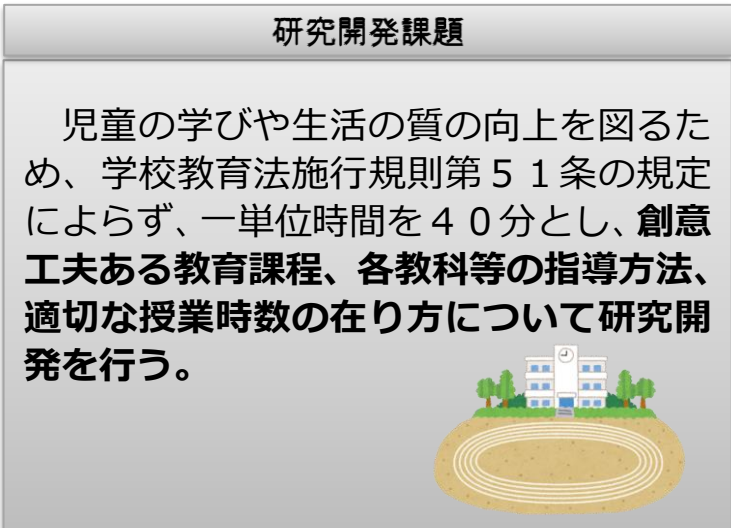 研究開発課題
　児童の学びや生活の質の向上を図るた
め、学校教育法施行規則第５１条の規定
によらず、一単位時間を４０分とし、創意
工夫ある教育課程、各教科等の指導方法、
適切な授業時数の在り方について研究開
発を行う。